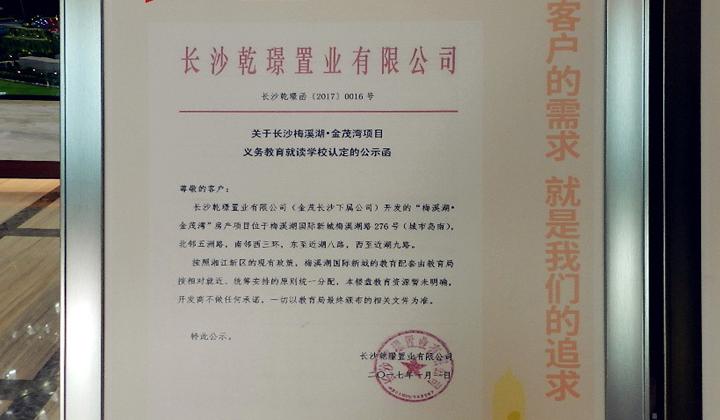 长沙乾璟置业有限公司
长沙乾璟函〔2017〕0016 号
关于长沙梅溪湖·金茂湾项目
义务教育就读学校认定的公示函
尊敬的客户：
长沙乾璟置业有限公司（金茂长沙下属公司）开发的“梅溪湖·
金茂湾”房产项目位于梅溪湖国际新城梅溪湖路 276 号（城市岛南），
北邻五洲路，南邻西三环，东至近湖八路，西至近湖九路。
按照湘江新区的现有政策，梅溪湖国际新城的教育配套由教育局
按相对就近、统筹安排的原则统一分配，本楼盘教育资源暂未明确，
开发商不做任何承诺，一切以教育局最终颁布的相关文件为准。
特此公示。
长沙乾璟置业有限公司
二〇一七年 月 日
客户的需求 就是我们的追求